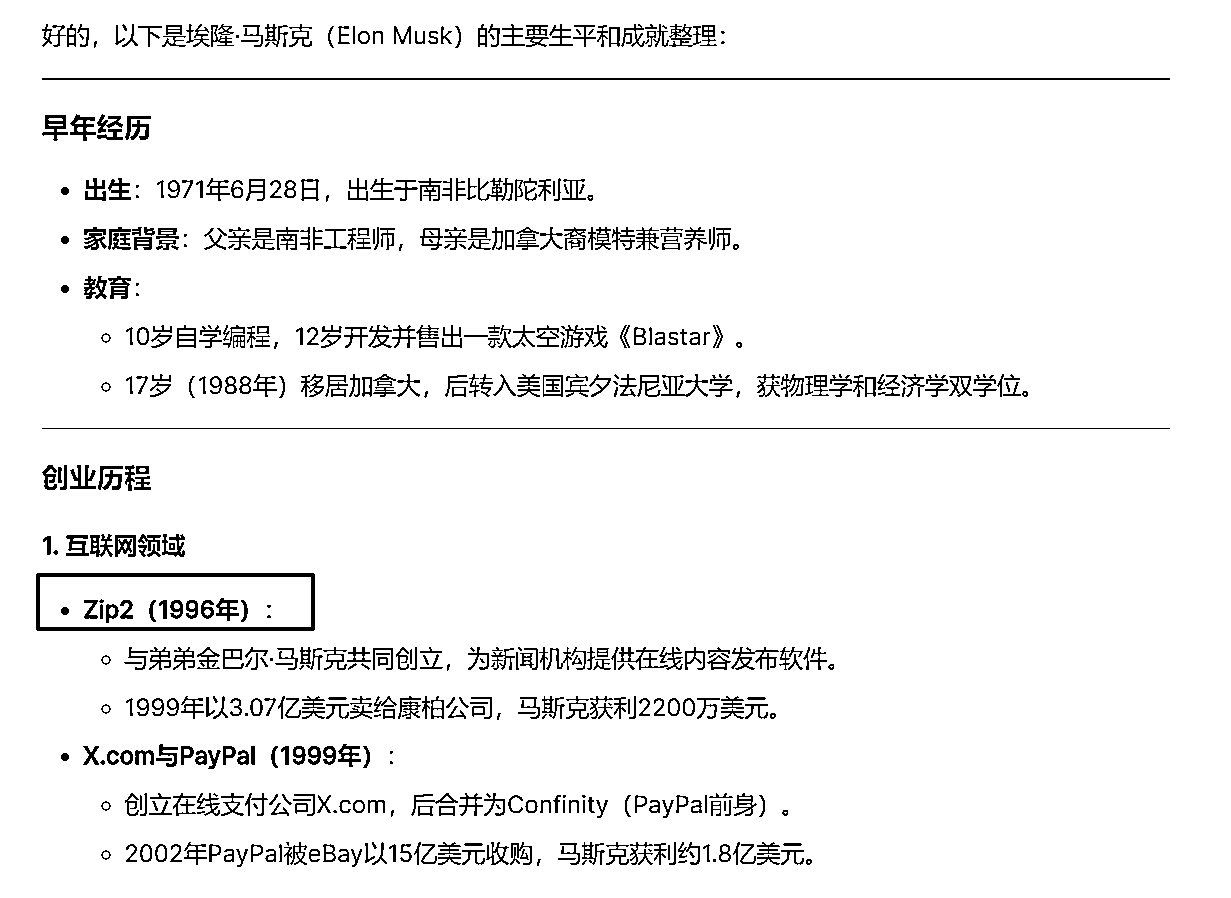 好的，以下是埃隆·马斯克（Elon Musk）的主要生平和成就整理：
早年经历
• 出生：1971年6月28日，出生于南非比勒陀利亚。
• 家庭背景：父亲是南非工程师，母亲是加拿大裔模特兼营养师。
• 教育：
◦ 10岁自学编程，12岁开发并售出一款太空游戏《Blastar》。
◦ 17岁（1988年）移居加拿大，后转入美国宾夕法尼亚大学，获物理学和经济学双学位。
创业历程
1. 互联网领域
• Zip2（1996年）：
◦ 与弟弟金巴尔·马斯克共同创立，为新闻机构提供在线内容发布软件。
◦ 1999年以3.07亿美元卖给康柏公司，马斯克获利2200万美元。
• X.com与PayPal（1999年）：
◦ 创立在线支付公司X.com，后合并为Confinity（PayPal前身）。
◦ 2002年PayPal被eBay以15亿美元收购，马斯克获利约1.8亿美元。